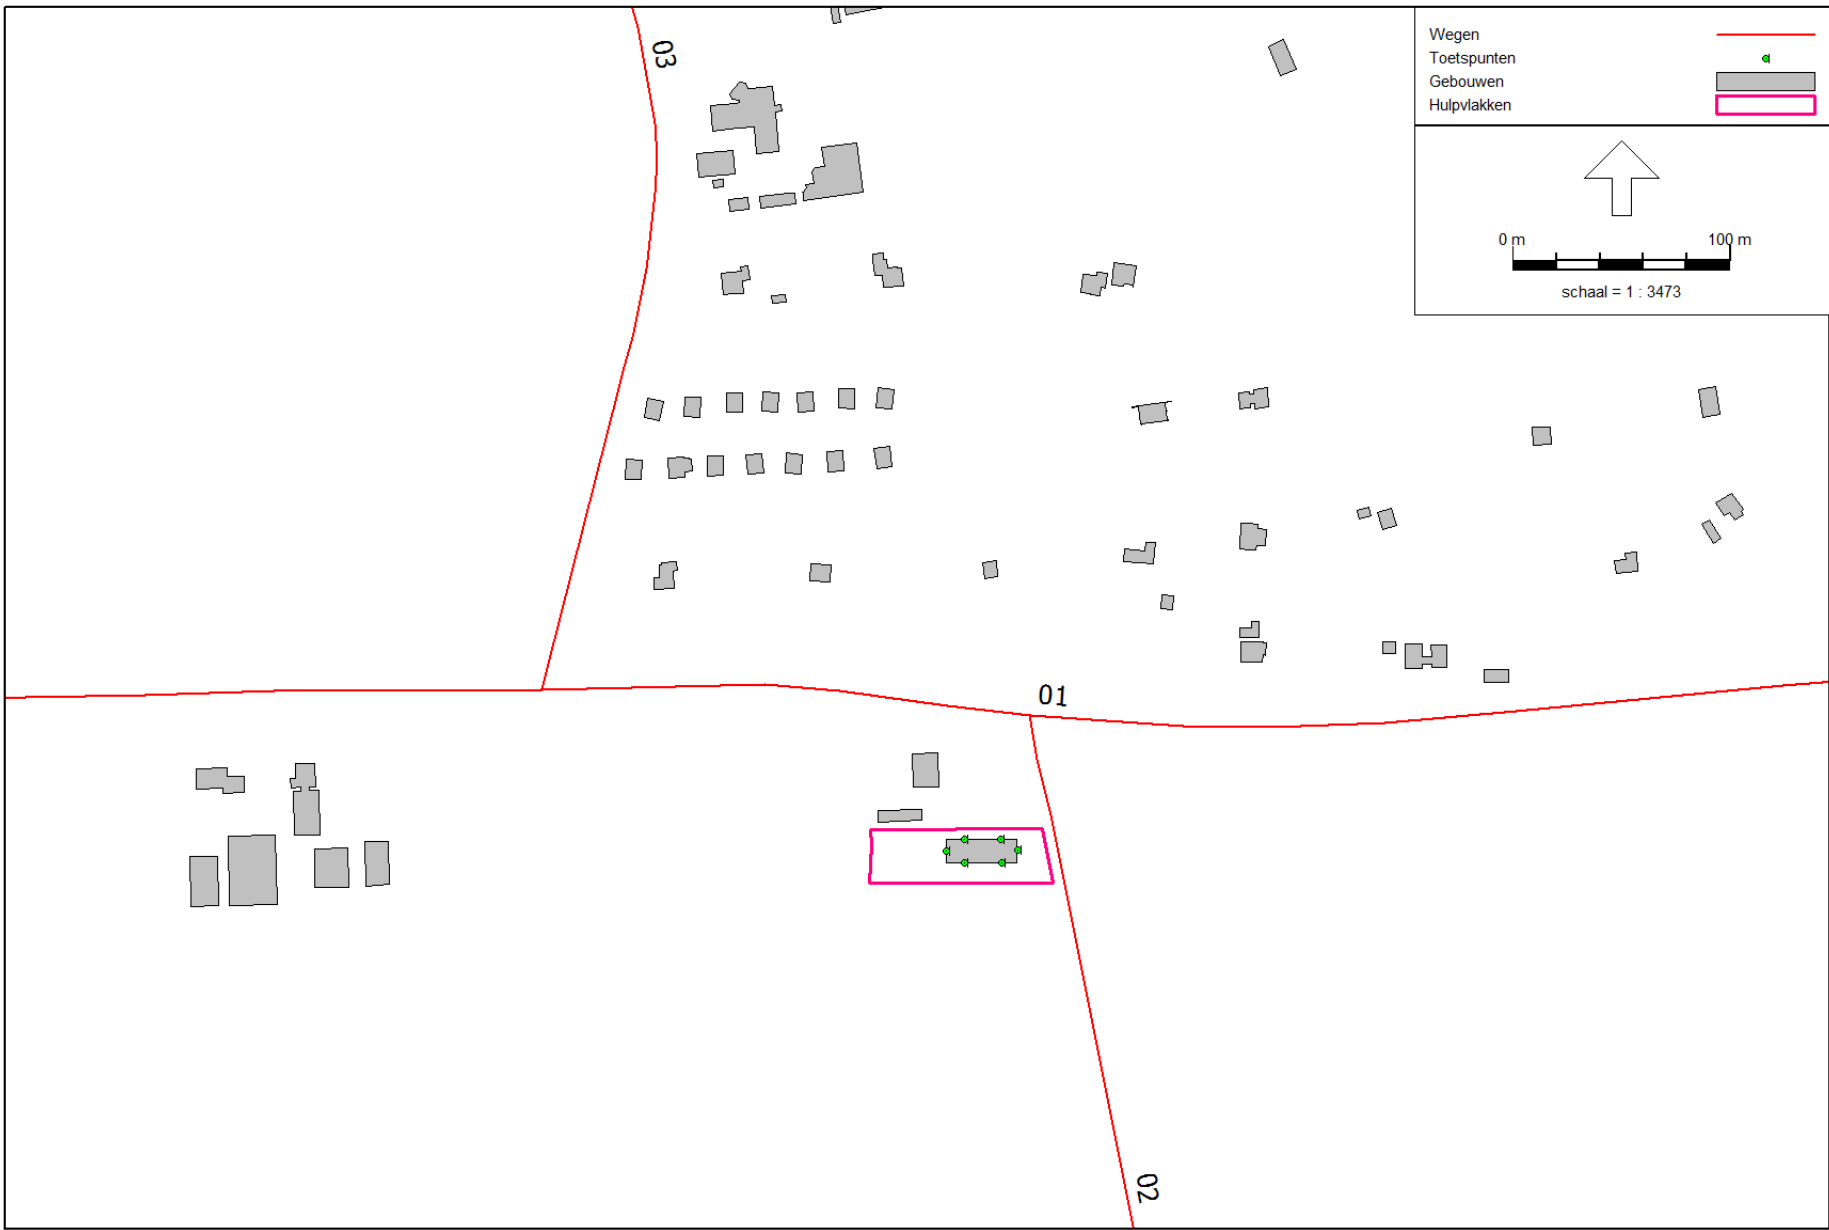 03
Wegen
Toetspunten
Gebouwen
Hulpvlakken
0 m 100 m
schaal = 1 : 3473
01
02